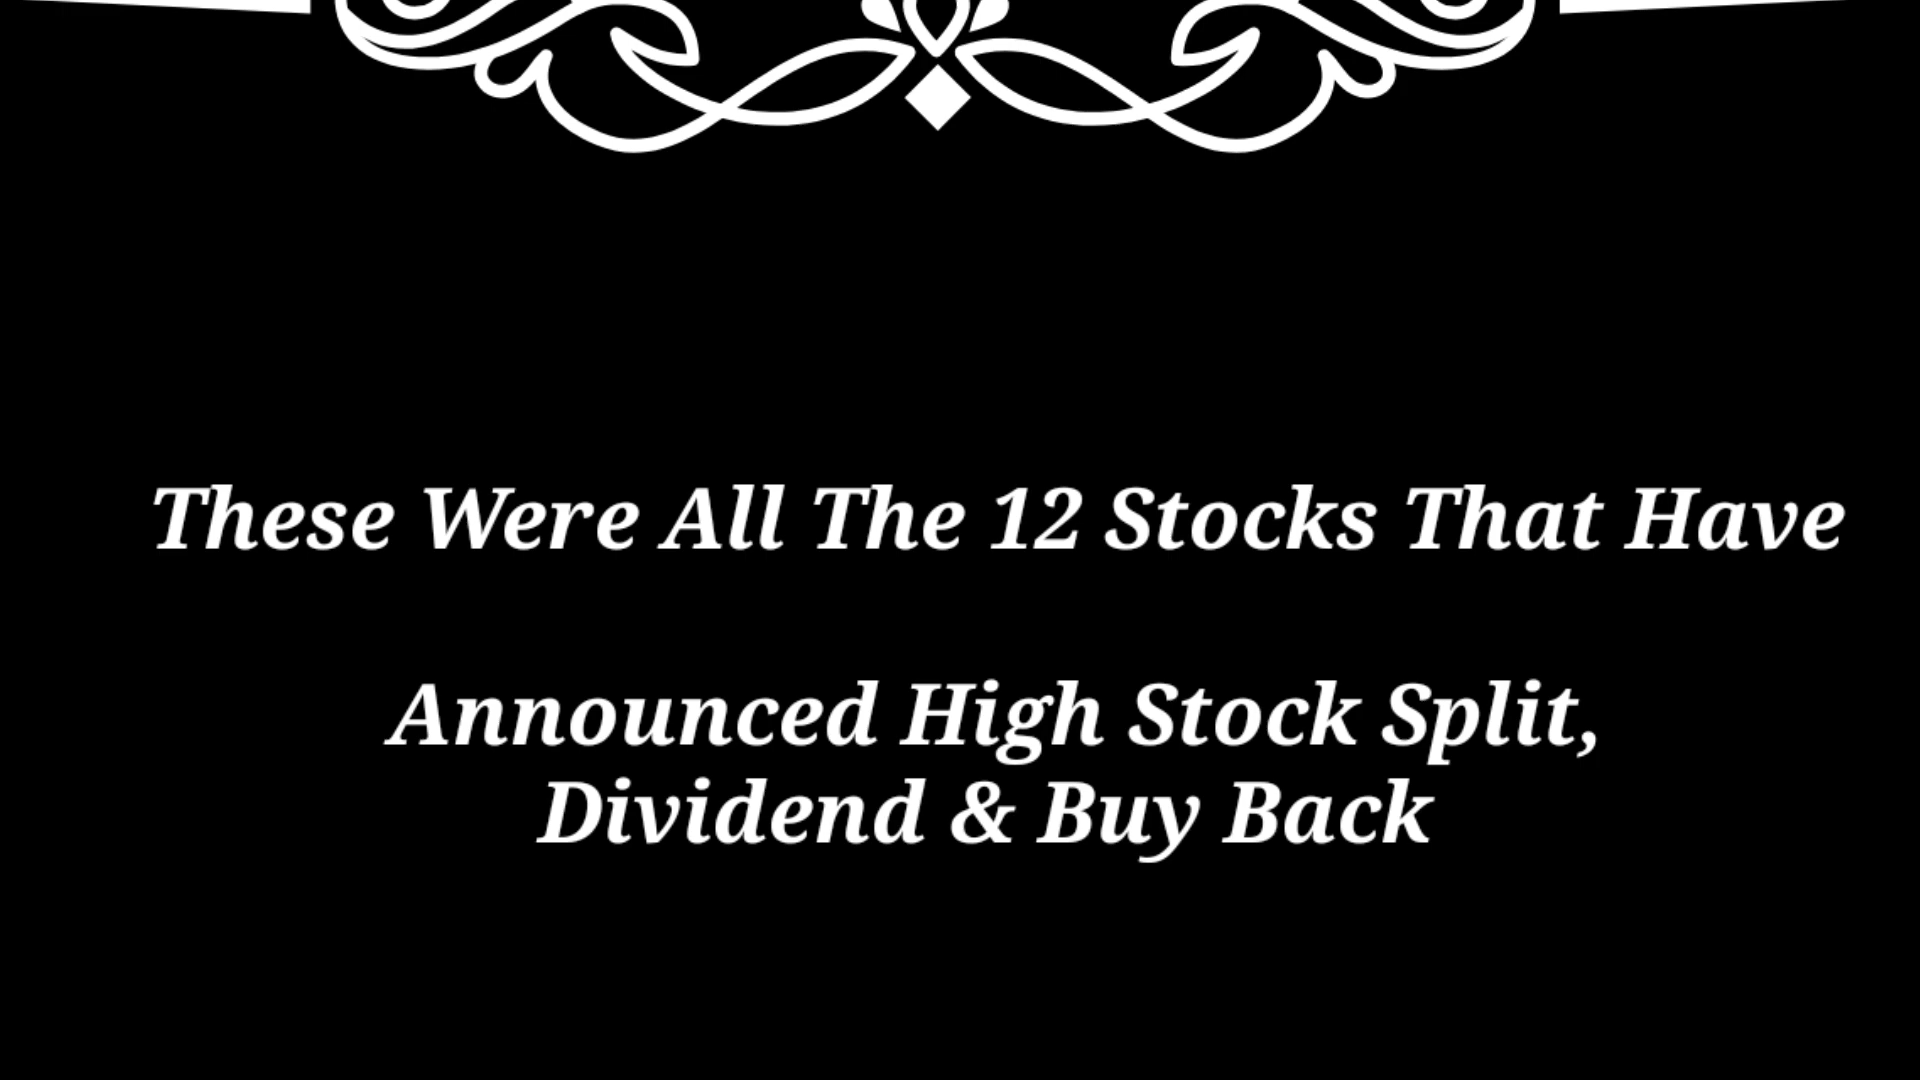 These Were All The 12 Stocks That Have
Announced High Stock Split,
Dividend & Buy Back